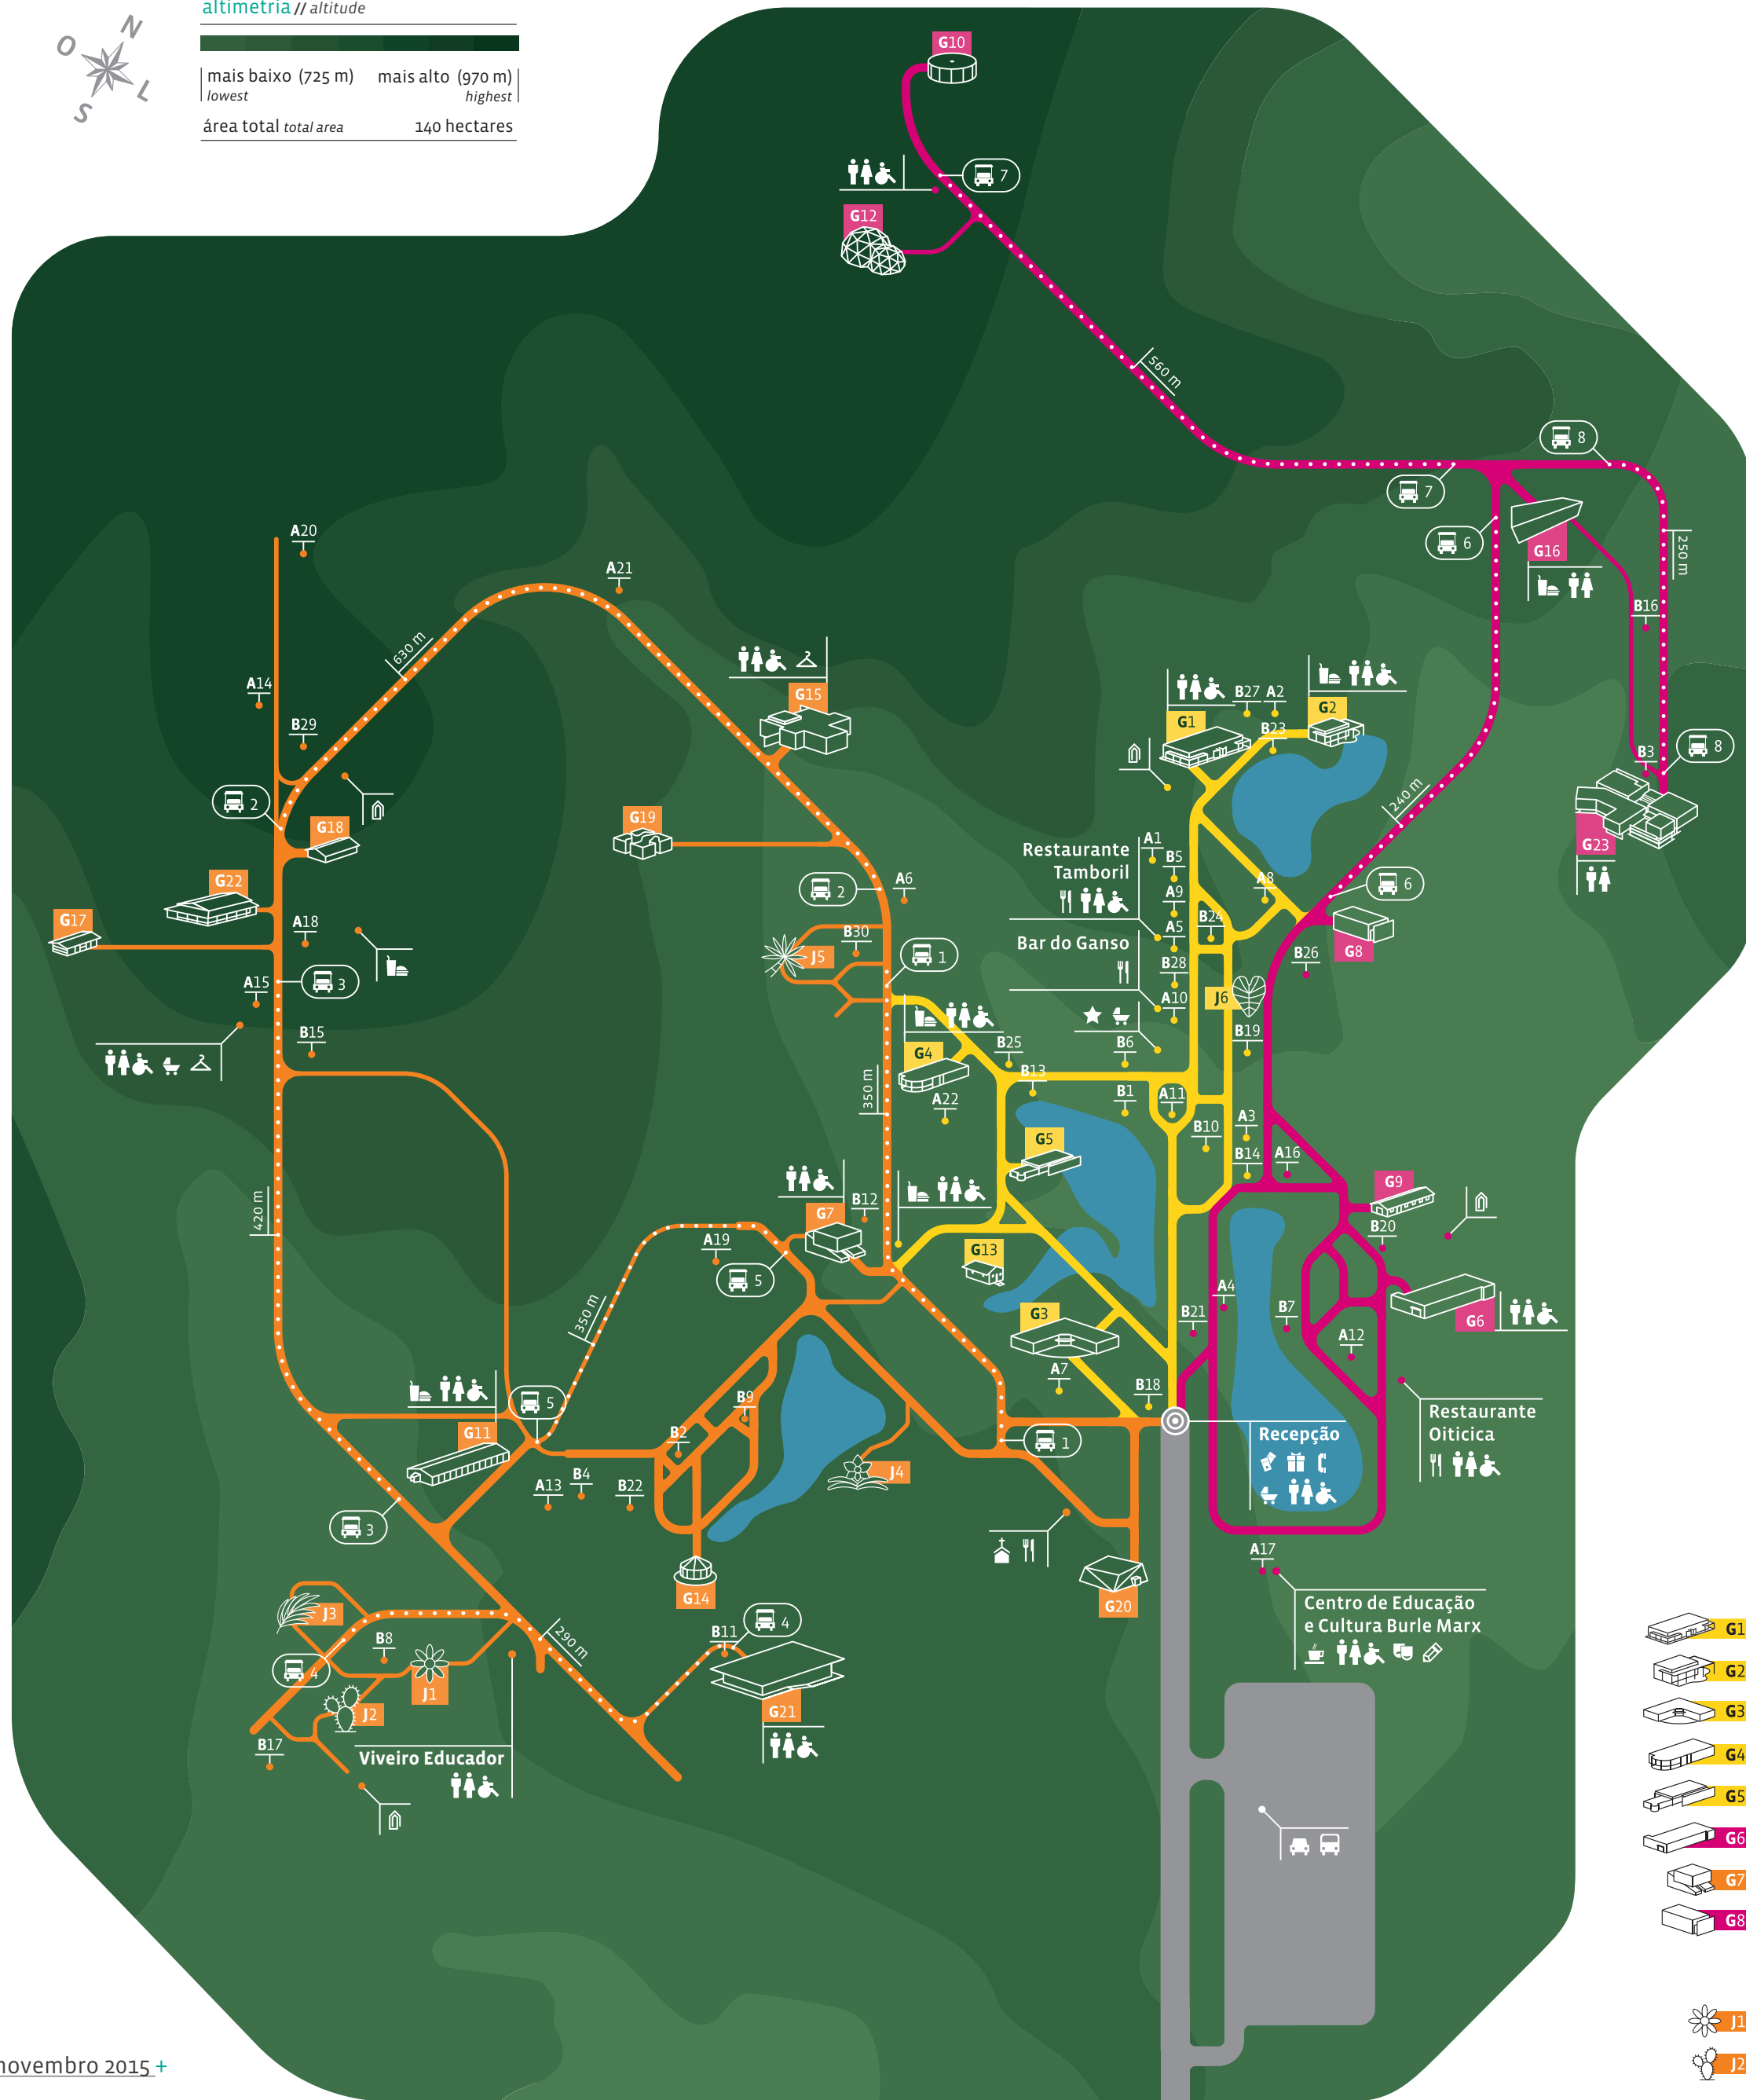 altimetria // altitude
N
O
L
S
mais baixo (725 m) mais alto (970 m)
lowest highest
área total total area 140 hectares
G10
7
G12
560 m
8
7
6
G16
250 m
B16
A20
A21
630 m
A14
G15
B27 A2
G2
G1
B23
B29
B3
8
2
G18
G19
240 m
G23
Restaurante
Tamboril
A1
B5
G22
2
A6
A9
A8
6
G17
A18
B30
A5
B24
Bar do Ganso
G8
J5
1
B28
B26
A15
3
A10
J6
B15
B25
B6
B19
G4
B13
350 m
A22
B1
A11
A3
B10
G5
B14
A16
420 m
G9
B12
G7
B20
A19
G13
5
A4
350 m
G3
B21
B7
G6
A12
A7
B18
5
B9
Restaurante
Oiticica
G11
B2
1
Recepção
J4
A13
B4
B22
3
A17
G14
G20
Centro de Educação
e Cultura Burle Marx
J3
4
B11
290 m
B8
4
J1
G21
J2
B17
Viveiro Educador
G1
G2
G3
G4
G5
G6
G7
G8
J1
J2
novembro 2015 +